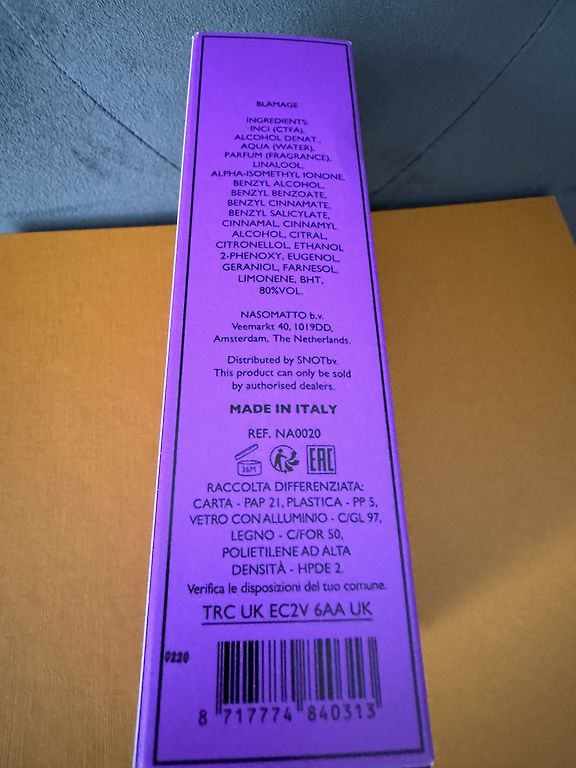 BLAMAGE
INGREDIENTS:
INCI (CTFA),
ALCOHOL DENAT.,
AQUA (WATER),
PARFUM (FRAGRANCE),
LINALOOL,
ALPHA-ISOMETHYL IONONE,
BENZYL ALCOHOL,
BENZYL BENZOATE,
BENZYL CINNAMATE,
BENZYL SALICYLATE,
CINNAMAL, CINNAMYL
ALCOHOL, CITRAL,
CITRONELLOL, ETHANOL
2-PHENOXY, EUGENOL,
GERANIOL, FARNESOL,
LIMONENE, BHT,
80%VOL.
NASOMATTO b.v.
Veemarkt 40, 1019DD,
Amsterdam, The Netherlands.
Distributed by SNOTbv.
This product can only be sold
by authorised dealers.
MADE IN ITALY
REF. NA0020
36M EAC
RACCOLTA DIFFERENZIATA:
CARTA - PAP 21, PLASTICA - PP 5,
VETRO CON ALLUMINIO - C/GL 97,
LEGNO - C/FOR 50,
POLIETILENE AD ALTA
DENSITÀ - HPDE 2.
Verifica le disposizioni del tuo comune.
TRC UK EC2V 6AA UK
0220
8 717774 840313